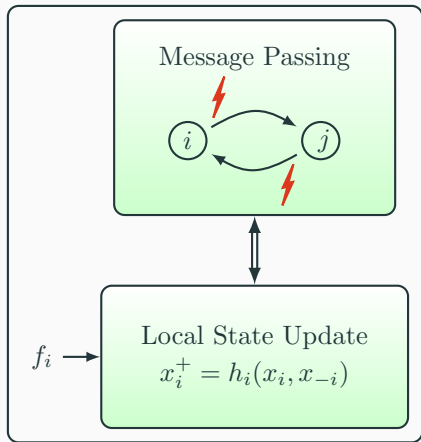 Message Passing
i j
Local State Update
f_i
x_i^+ = h_i(x_i, x_{-i})